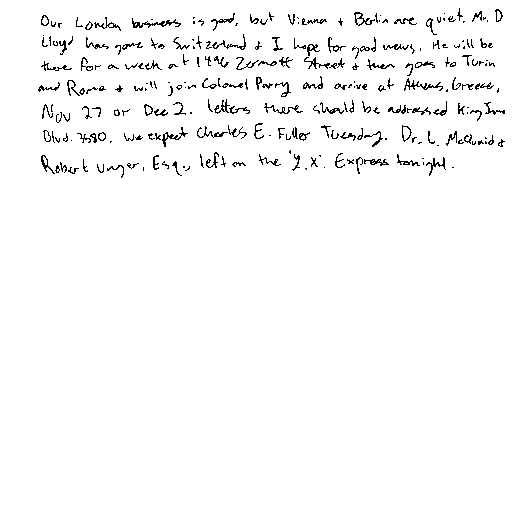 Our London business is good, but Vienna + Berlin are quiet. Mr. D
Lloyd has gone to Switzerland + I hope for good news. He will be
there for a week at 1496 Zermott Street + then goes to Turin
and Rome + will join Colonel Parry and arrive at Athens, Greece,
Nov 27 or Dec 2. Letters there should be addressed King
Blvd. 3580. We expect Charles E. Fuller Tuesday. Dr. L. McQuaid +
Robert Unger, Esq., left on the 'Y.X'. Express tonight.